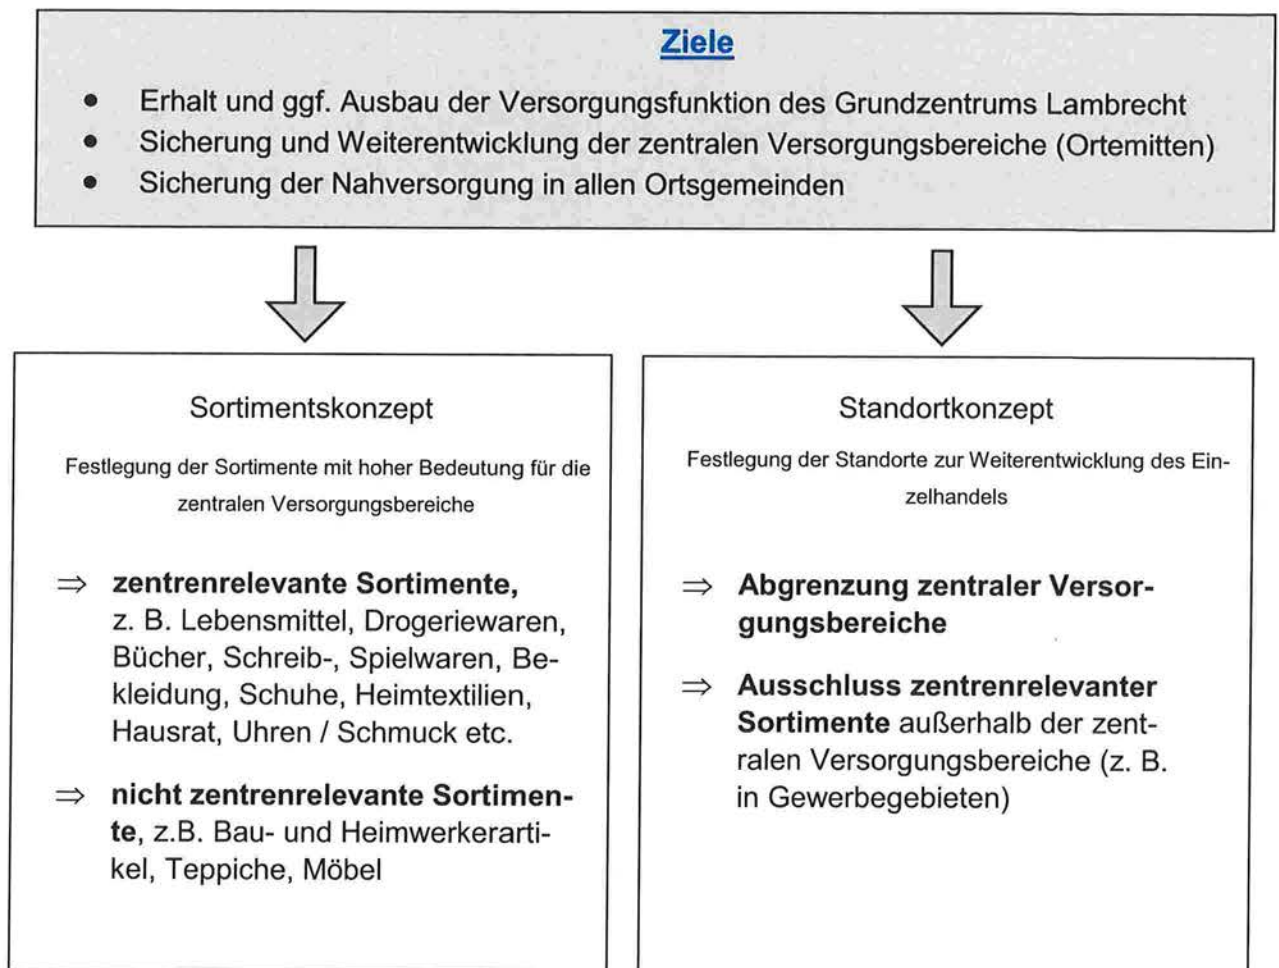 Ziele
• Erhalt und ggf. Ausbau der Versorgungsfunktion des Grundzentrums Lambrecht
• Sicherung und Weiterentwicklung der zentralen Versorgungsbereiche (Ortemitten)
• Sicherung der Nahversorgung in allen Ortsgemeinden
Sortimentskonzept
Festlegung der Sortimente mit hoher Bedeutung für die
zentralen Versorgungsbereiche
⇒ zentrenrelevante Sortimente,
z. B. Lebensmittel, Drogeriewaren,
Bücher, Schreib-, Spielwaren, Be-
kleidung, Schuhe, Heimtextilien,
Hausrat, Uhren / Schmuck etc.
⇒ nicht zentrenrelevante Sortimen-
te, z.B. Bau- und Heimwerkerarti-
kel, Teppiche, Möbel
Standortkonzept
Festlegung der Standorte zur Weiterentwicklung des Ein-
zelhandels
⇒ Abgrenzung zentraler Versor-
gungsbereiche
⇒ Ausschluss zentrenrelevanter
Sortimente außerhalb der zent-
ralen Versorgungsbereiche (z. B.
in Gewerbegebieten)